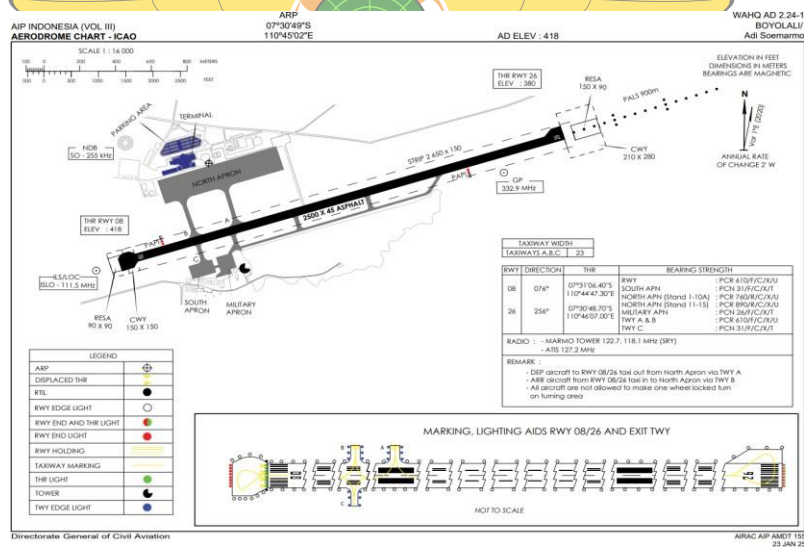 AIP INDONESIA (VOL III)
AERODROME CHART - ICAO
ARP
07°30'49"S
110°45'02"E
AD ELEV : 418
WAHQ AD 2.24-1
BOYOLALI/
Adi Soemarmo
SCALE 1 : 16 000
METERS
FEET
ELEVATION IN FEET
DIMENSIONS IN METERS
BEARINGS ARE MAGNETIC
N
VAR 1°E (2020)
ANNUAL RATE
OF CHANGE 2' W
THR RWY 26
ELEV : 380
RESA
150 X 90
PALS 900m
CWY
210 X 280
PARKING AREA
TERMINAL
NDB
SO - 255 kHz
NORTH APRON
STRIP 2 650 x 150
PAPI
GP
332.9 MHz
2500 X 45 ASPHALT
THR RWY 08
ELEV : 418
PAPI
B
A
C
ILS/LOC
ISLO - 111.5 MHz
RESA
90 X 90
CWY
150 X 150
SOUTH
APRON
MILITARY
APRON
TAXIWAY WIDTH
TAXIWAYS A,B,C 23
RWY DIRECTION THR BEARING STRENGTH
08 076° 07°31'06.40"S 110°44'47.30"E
26 256° 07°30'48.70"S 110°46'07.00"E
RWY : PCR 610/F/C/X/U
SOUTH APN : PCN 31/F/C/X/T
NORTH APN (Stand 1-10A) : PCR 760/R/C/X/U
NORTH APN (Stand 11-15) : PCR 890/R/C/X/U
MILITARY APN : PCN 26/F/C/X/T
TWY A & B : PCR 610/F/C/X/U
TWY C : PCN 31/F/C/X/T
RADIO : - MARMO TOWER 122.7, 118.1 MHz (SRY)
- ATIS 127.2 MHz
REMARK :
- DEP aircraft to RWY 08/26 taxi out from North Apron via TWY A
- ARR aircraft from RWY 08/26 taxi in to North Apron via TWY B
- All aircraft are not allowed to make one wheel locked turn
on turning area
LEGEND
ARP
DISPLACED THR
RTIL
RWY EDGE LIGHT
RWY END AND THR LIGHT
RWY END LIGHT
RWY HOLDING
TAXIWAY MARKING
THR LIGHT
TOWER
TWY EDGE LIGHT
MARKING, LIGHTING AIDS RWY 08/26 AND EXIT TWY
B
A
C
NOT TO SCALE
Directorate General of Civil Aviation
AIRAC AIP AMDT 155
23 JAN 25